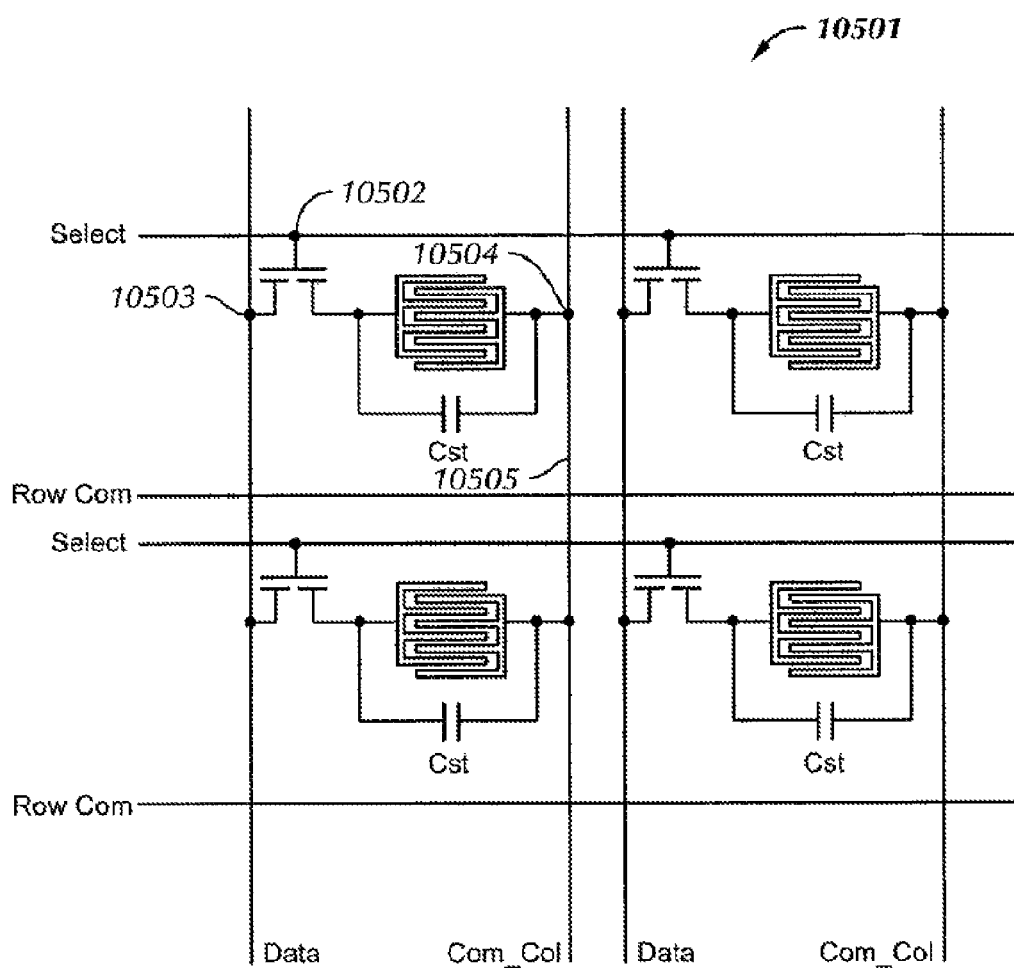 10501
10502
Select
10504
10503
Cst
Cst
10505
Row Com
Select
Cst
Cst
Row Com
Data
Com_Col
Data
Com_Col